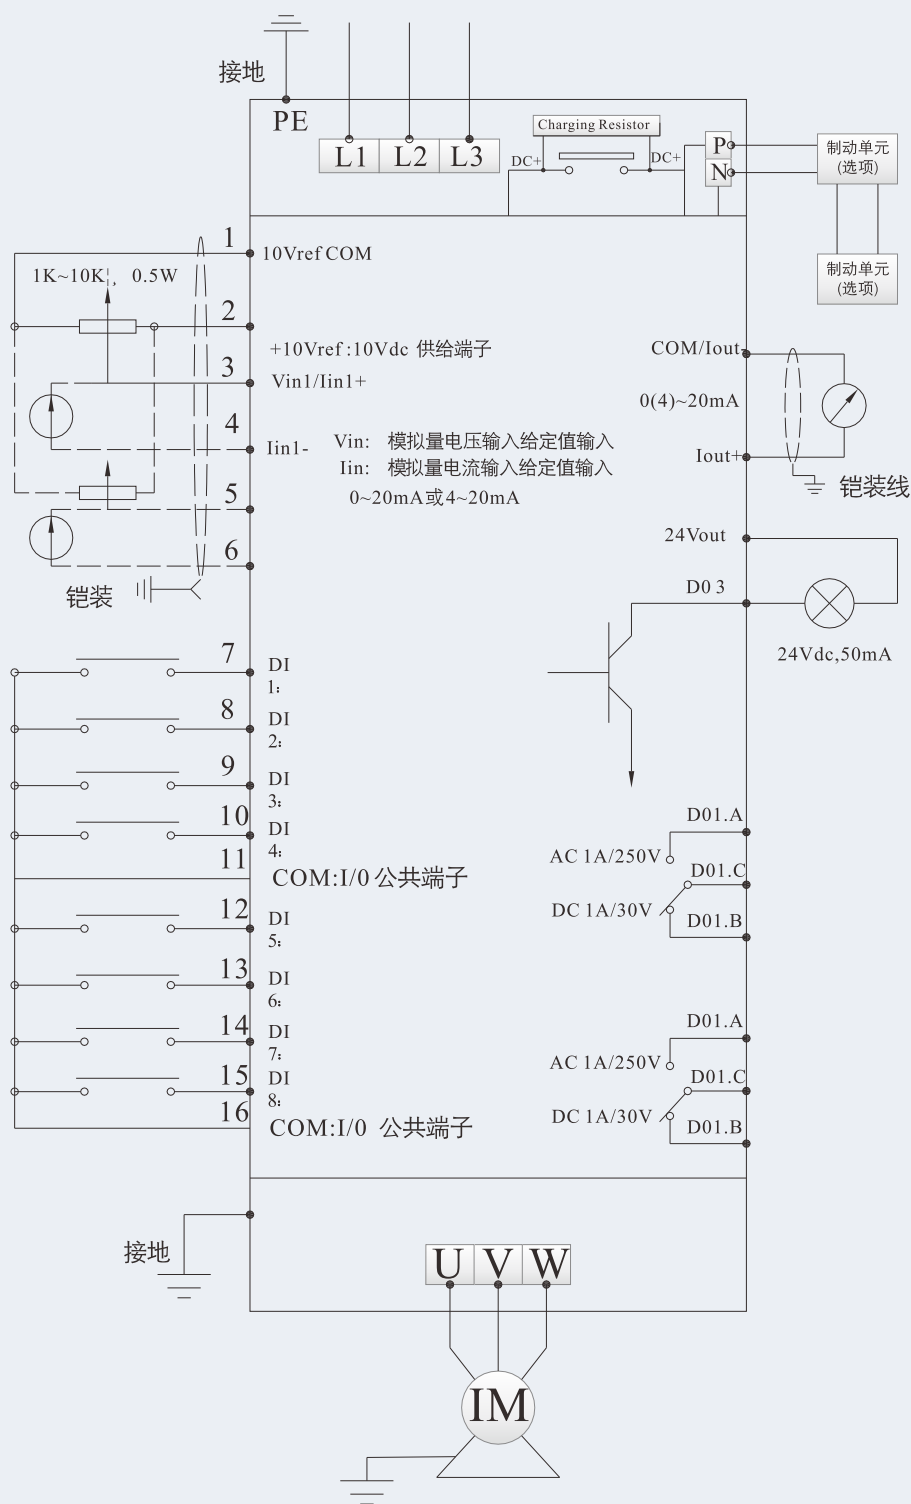 接地
PE
L1 L2 L3
Charging Resistor
DC+ DC+
P
N
制动单元
(选项)
制动单元
(选项)
1
10Vref COM
1K~10K, 0.5W
2
+10Vref:10Vdc 供给端子
3
Vin1/Iin1+
4
Iin1-
Vin: 模拟量电压输入给定值输入
Iin: 模拟量电流输入给定值输入
0~20mA或4~20mA
5
6
铠装
COM/Iout-
0(4)~20mA
Iout+
铠装线
24Vout
D0 3
24Vdc,50mA
7
DI
1:
8
DI
2:
9
DI
3:
10
DI
4:
11
COM:I/0 公共端子
12
DI
5:
13
DI
6:
14
DI
7:
15
DI
8:
16
COM:I/0 公共端子
D01.A
AC 1A/250V
D01.C
DC 1A/30V
D01.B
D01.A
AC 1A/250V
D01.C
DC 1A/30V
D01.B
接地
U V W
IM